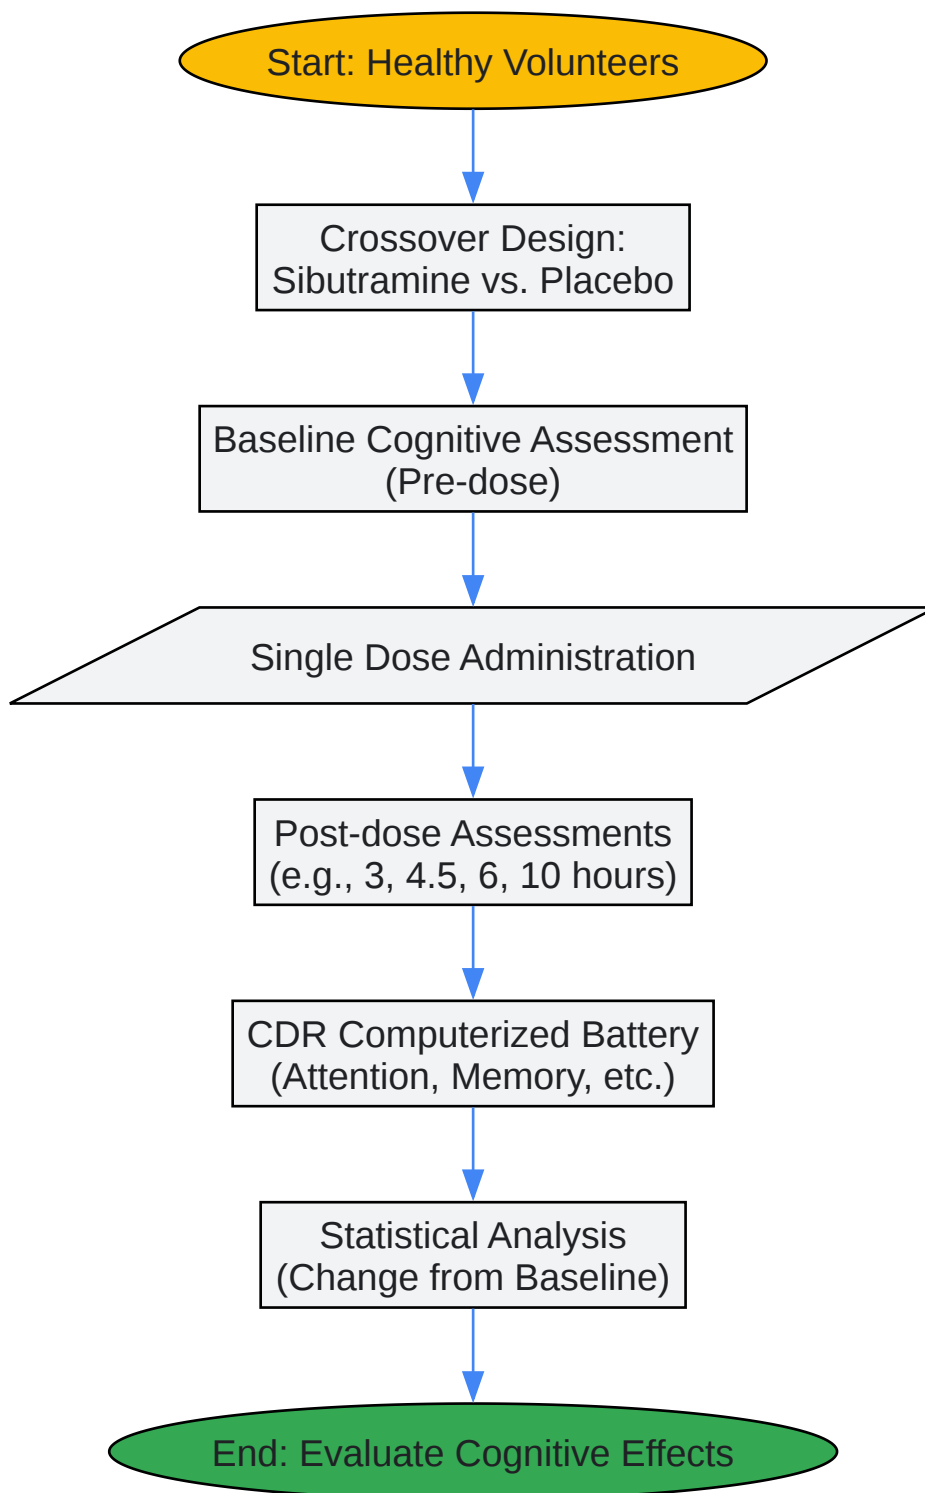 Start: Healthy Volunteers
Crossover Design:
Sibutramine vs. Placebo
Baseline Cognitive Assessment
(Pre-dose)
Single Dose Administration
Post-dose Assessments
(e.g., 3, 4.5, 6, 10 hours)
CDR Computerized Battery
(Attention, Memory, etc.)
Statistical Analysis
(Change from Baseline)
End: Evaluate Cognitive Effects